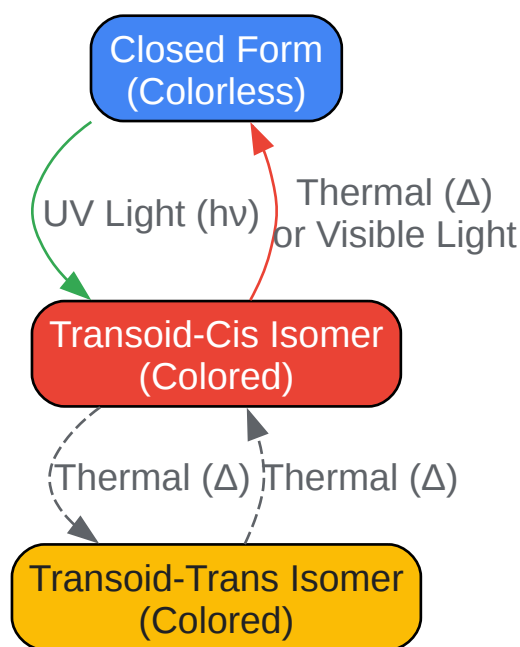 Closed Form
(Colorless)
UV Light (hν)
Thermal (Δ)
or Visible Light
Transoid-Cis Isomer
(Colored)
Thermal (Δ)
Thermal (Δ)
Transoid-Trans Isomer
(Colored)